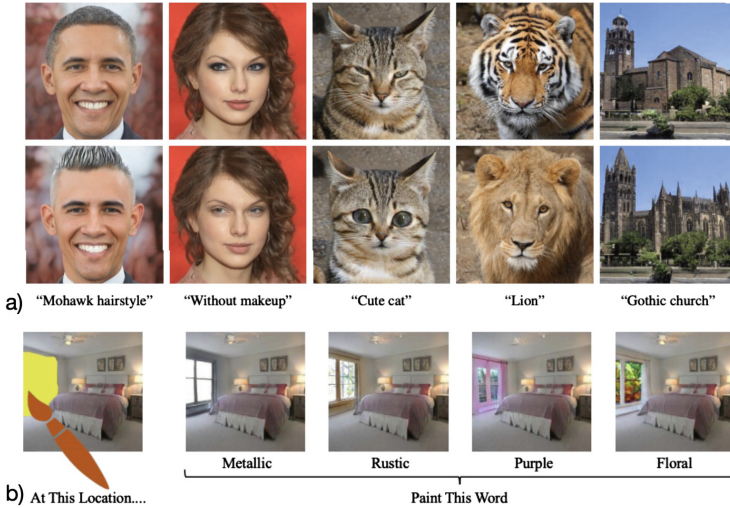 a) “Mohawk hairstyle” “Without makeup” “Cute cat” “Lion” “Gothic church”
Metallic Rustic Purple Floral
b) At This Location.... Paint This Word